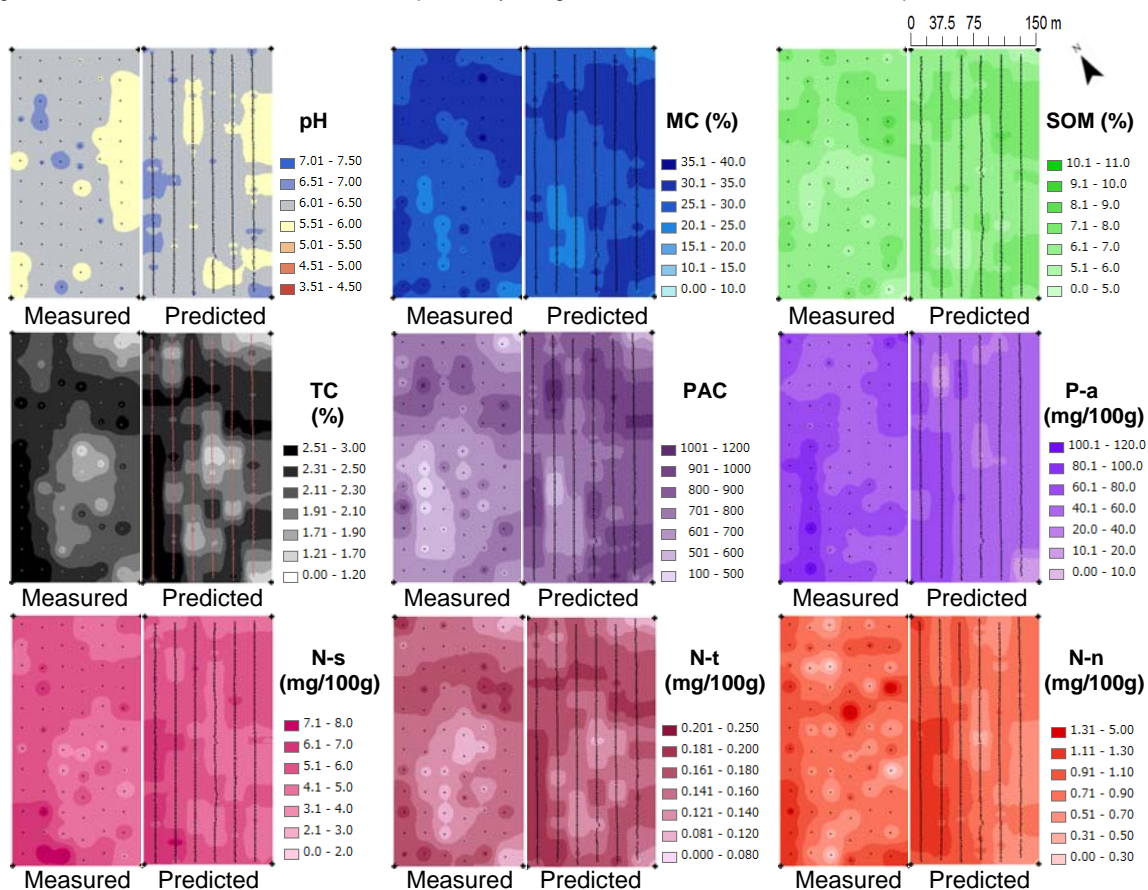 0 37.5 75 150 m
N
pH
7.01 - 7.50
6.51 - 7.00
6.01 - 6.50
5.51 - 6.00
5.01 - 5.50
4.51 - 5.00
3.51 - 4.50
Measured Predicted
MC (%)
35.1 - 40.0
30.1 - 35.0
25.1 - 30.0
20.1 - 25.0
15.1 - 20.0
10.1 - 15.0
0.00 - 10.0
Measured Predicted
SOM (%)
10.1 - 11.0
9.1 - 10.0
8.1 - 9.0
7.1 - 8.0
6.1 - 7.0
5.1 - 6.0
0.0 - 5.0
Measured Predicted
TC
(%)
2.51 - 3.00
2.31 - 2.50
2.11 - 2.30
1.91 - 2.10
1.71 - 1.90
1.21 - 1.70
0.00 - 1.20
Measured Predicted
PAC
1001 - 1200
901 - 1000
800 - 900
701 - 800
601 - 700
501 - 600
100 - 500
Measured Predicted
P-a
(mg/100g)
100.1 - 120.0
80.1 - 100.0
60.1 - 80.0
40.1 - 60.0
20.0 - 40.0
10.1 - 20.0
0.00 - 10.0
Measured Predicted
N-s
(mg/100g)
7.1 - 8.0
6.1 - 7.0
5.1 - 6.0
4.1 - 5.0
3.1 - 4.0
2.1 - 3.0
0.0 - 2.0
Measured Predicted
N-t
(mg/100g)
0.201 - 0.250
0.181 - 0.200
0.161 - 0.180
0.141 - 0.160
0.121 - 0.140
0.081 - 0.120
0.000 - 0.080
Measured Predicted
N-n
(mg/100g)
1.31 - 5.00
1.11 - 1.30
0.91 - 1.10
0.71 - 0.90
0.51 - 0.70
0.31 - 0.50
0.00 - 0.30
Measured Predicted